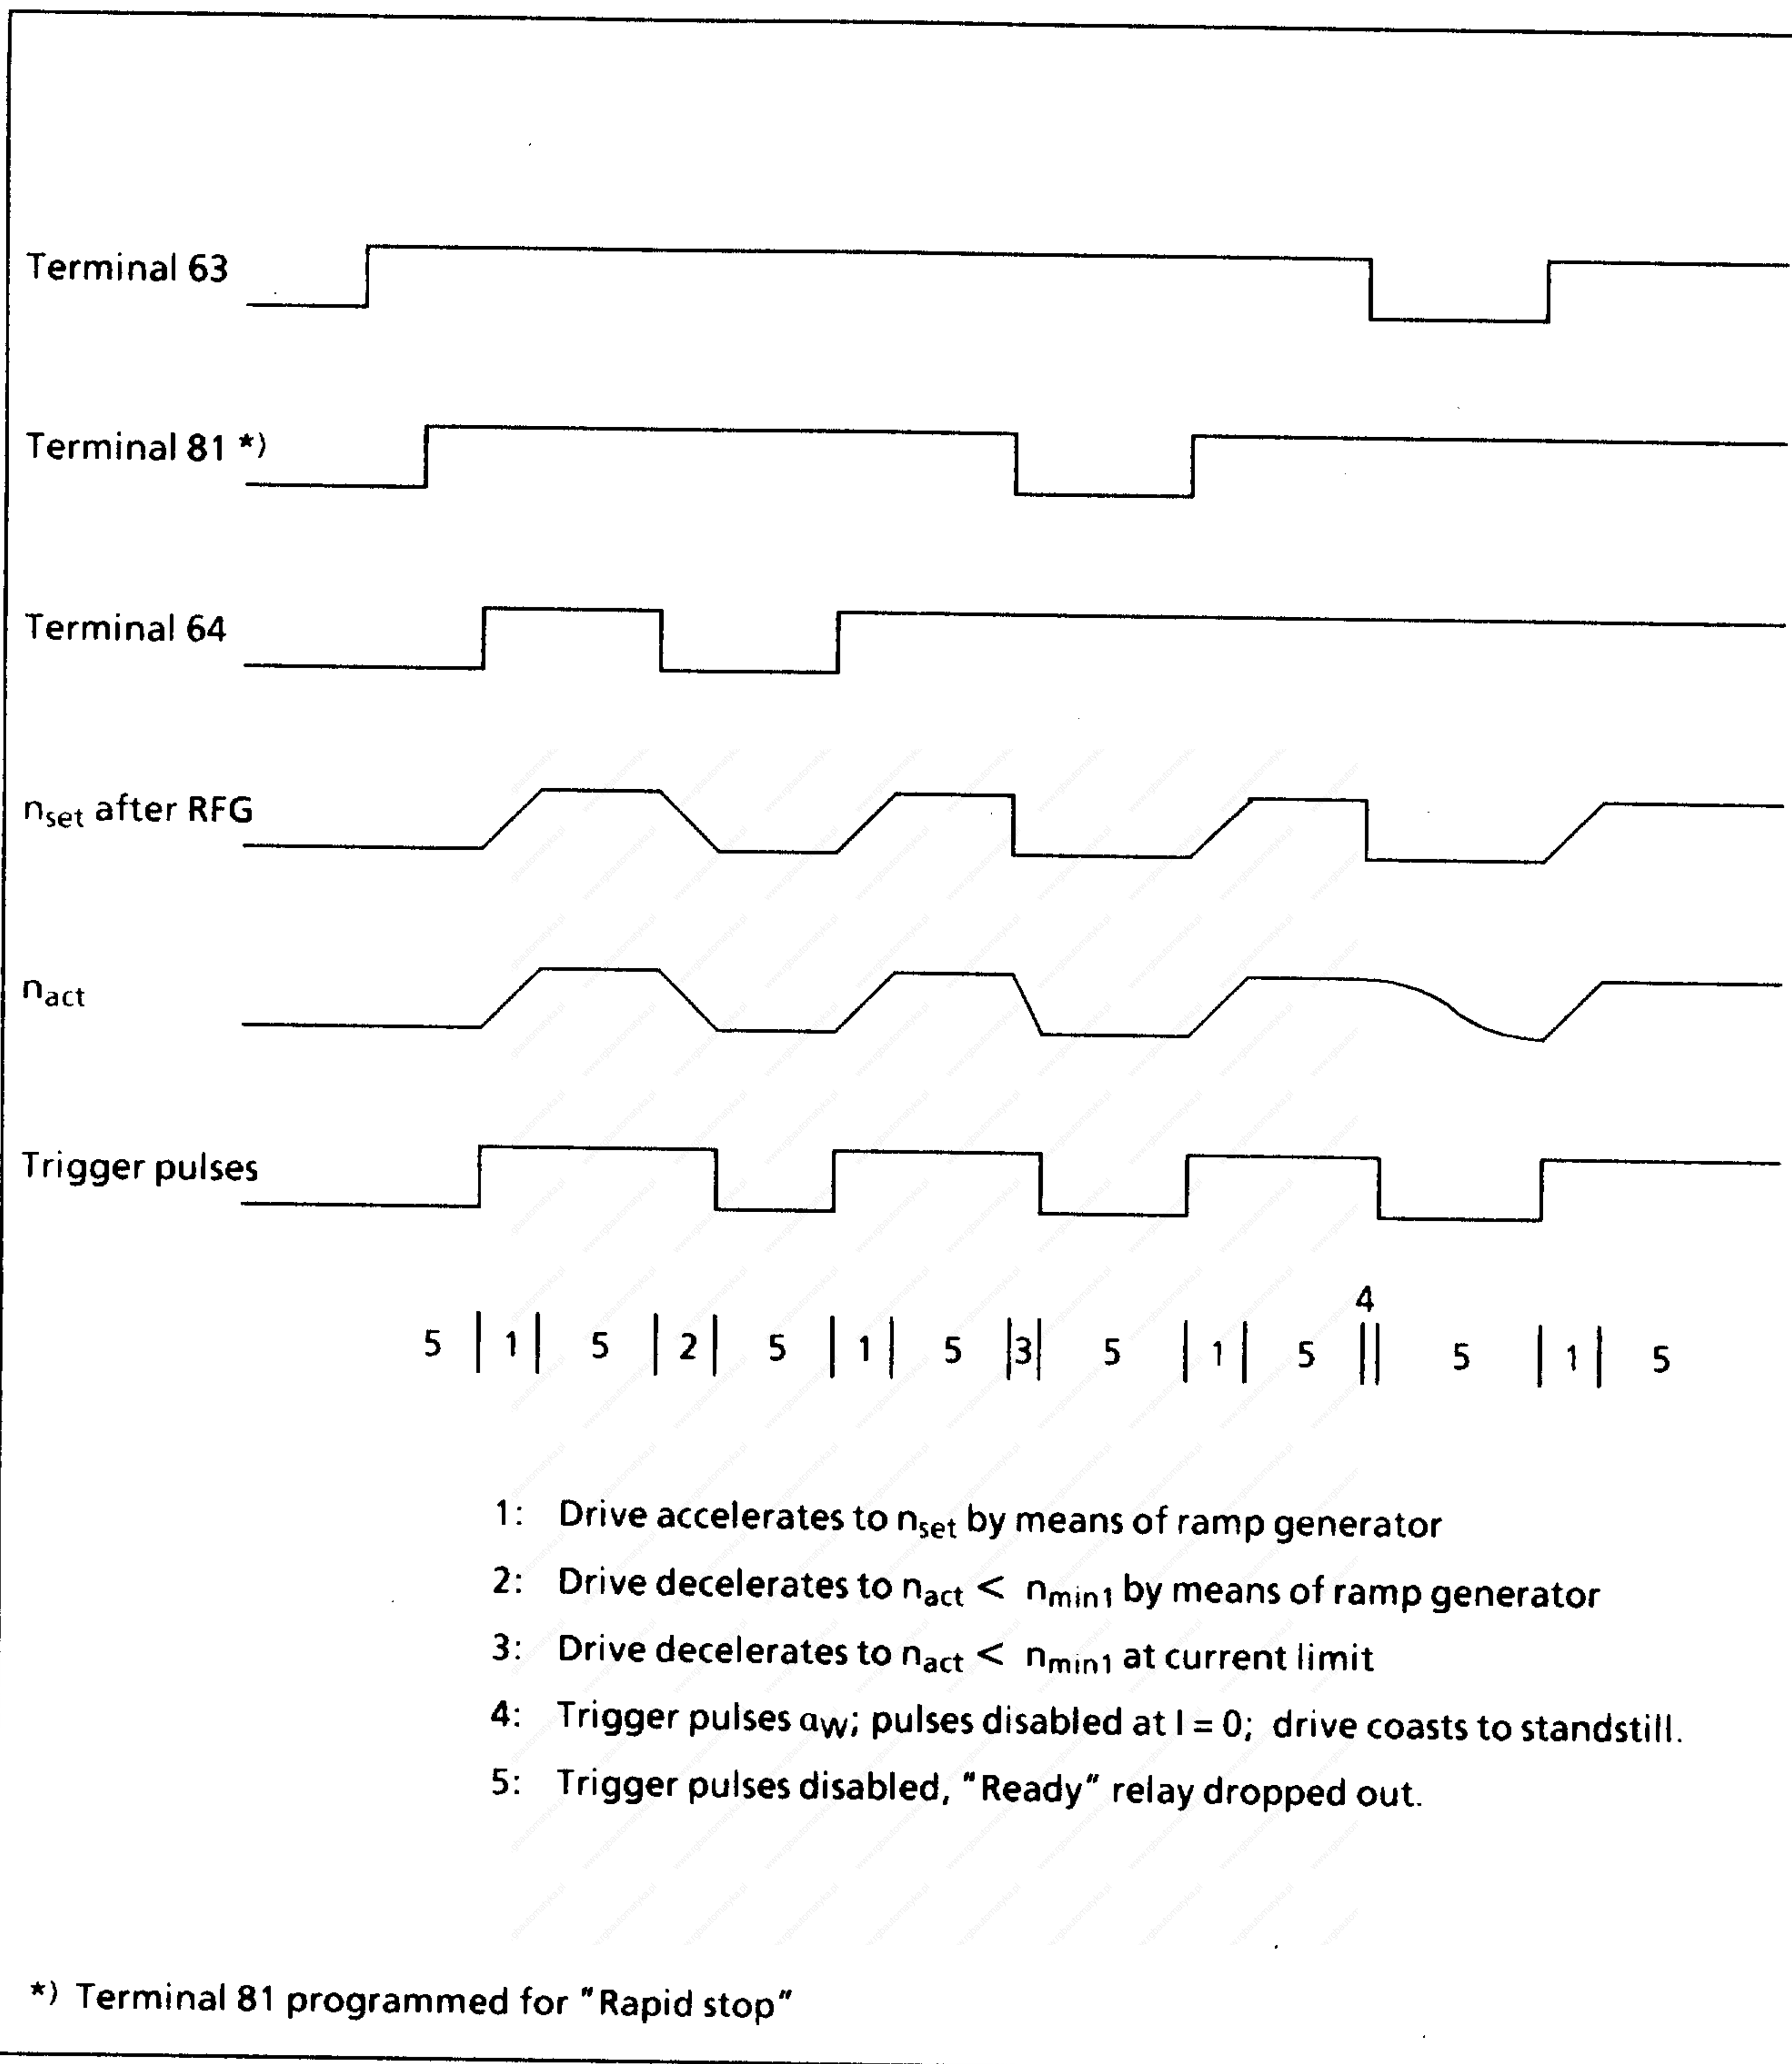 Terminal 63
Terminal 81 *)
Terminal 64
nset after RFG
nact
Trigger pulses
4
5 1 5 2 5 1 5 3 5 1 5 5 1 5
1: Drive accelerates to nset by means of ramp generator
2: Drive decelerates to nact < nmin1 by means of ramp generator
3: Drive decelerates to nact < nmin1 at current limit
4: Trigger pulses αW; pulses disabled at I = 0; drive coasts to standstill.
5: Trigger pulses disabled, "Ready" relay dropped out.
*) Terminal 81 programmed for "Rapid stop"